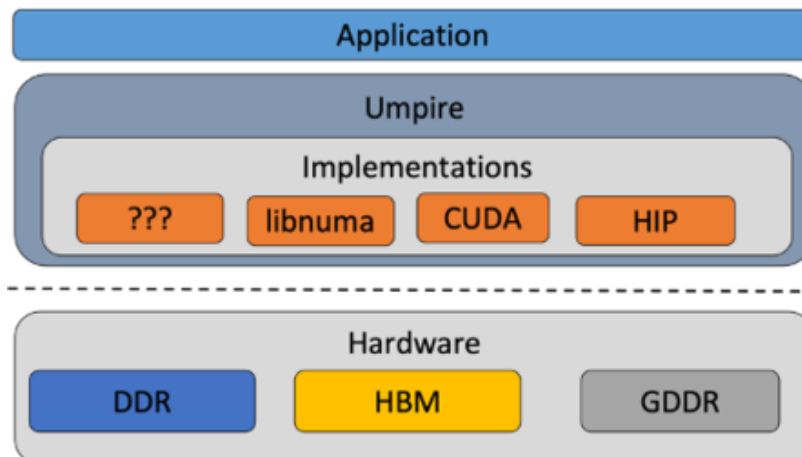 Application
Umpire
Implementations
??? libnuma CUDA HIP
Hardware
DDR HBM GDDR